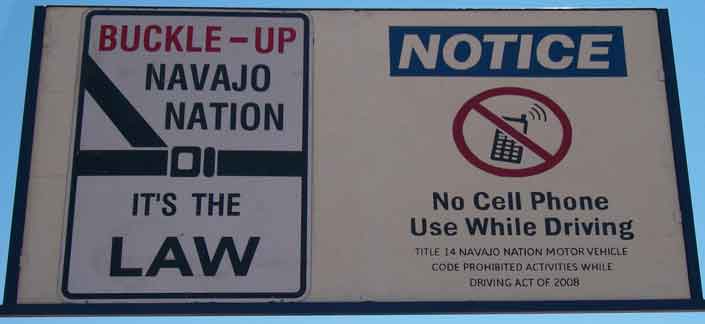 BUCKLE-UP
NAVAJO
NATION
IT'S THE
LAW
NOTICE
No Cell Phone
Use While Driving
TITLE 14 NAVAJO NATION MOTOR VEHICLE
CODE PROHIBITED ACTIVITIES WHILE
DRIVING ACT OF 2008